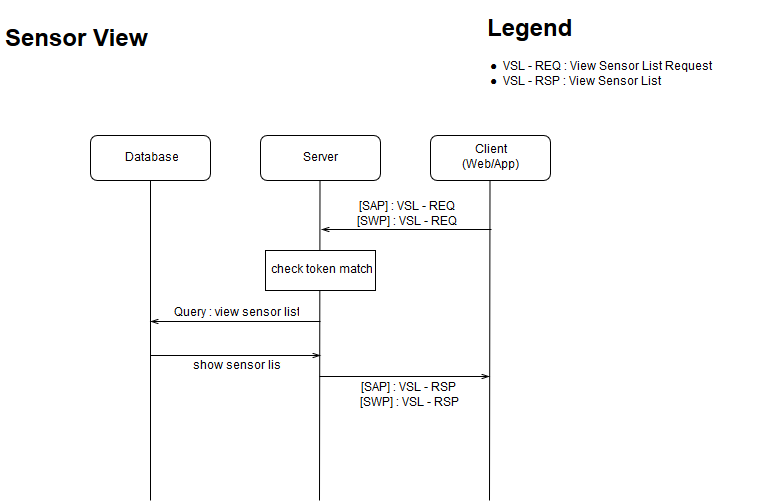 Sensor View
Legend
● VSL - REQ : View Sensor List Request
● VSL - RSP : View Sensor List
Database
Server
Client
(Web/App)
[SAP] : VSL - REQ
[SWP] : VSL - REQ
check token match
Query : view sensor list
show sensor lis
[SAP] : VSL - RSP
[SWP] : VSL - RSP